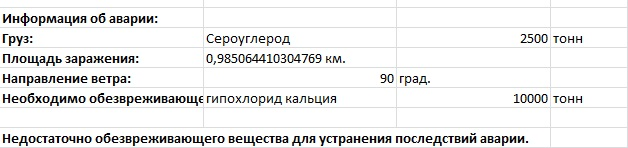 Информация об аварии:
Груз: Сероуглерод 2500 тонн
Площадь заражения: 0,985064410304769 км.
Направление ветра: 90 град.
Необходимо обезвреживающе гипохлорид кальция 10000 тонн
Недостаточно обезвреживающего вещества для устранения последствий аварии.